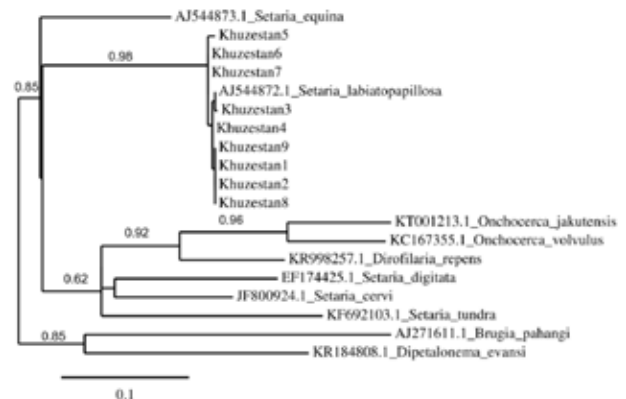 AJ544873.1_Setaria_equina
Khuzestan5
0.98
Khuzestan6
Khuzestan7
0.85
AJ544872.1_Setaria_labiatopapillosa
Khuzestan3
Khuzestan4
Khuzestan9
Khuzestan1
Khuzestan2
Khuzestan8
0.96
KT001213.1_Onchocerca_jakutensis
0.92
KC167355.1_Onchocerca_volvulus
KR998257.1_Dirofilaria_repens
0.62
EF174425.1_Setaria_digitata
JF800924.1_Setaria_cervi
KF692103.1_Setaria_tundra
0.85
AJ271611.1_Brugia_pahangi
KR184808.1_Dipetalonema_evansi
0.1